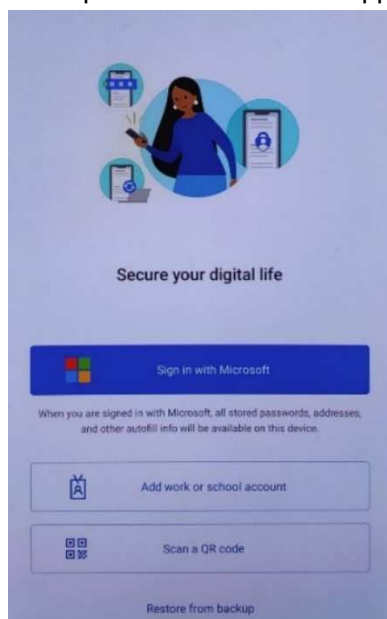 Secure your digital life
Sign in with Microsoft
When you are signed in with Microsoft, all stored passwords, addresses,
and other autofill info will be available on this device.
Add work or school account
Scan a QR code
Restore from backup